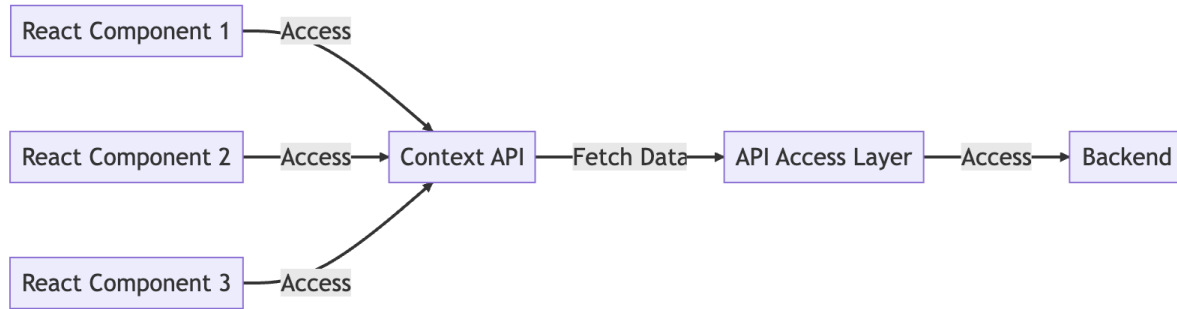 React Component 1
Access
React Component 2
Access
Context API
Fetch Data
API Access Layer
Access
Backend
React Component 3
Access